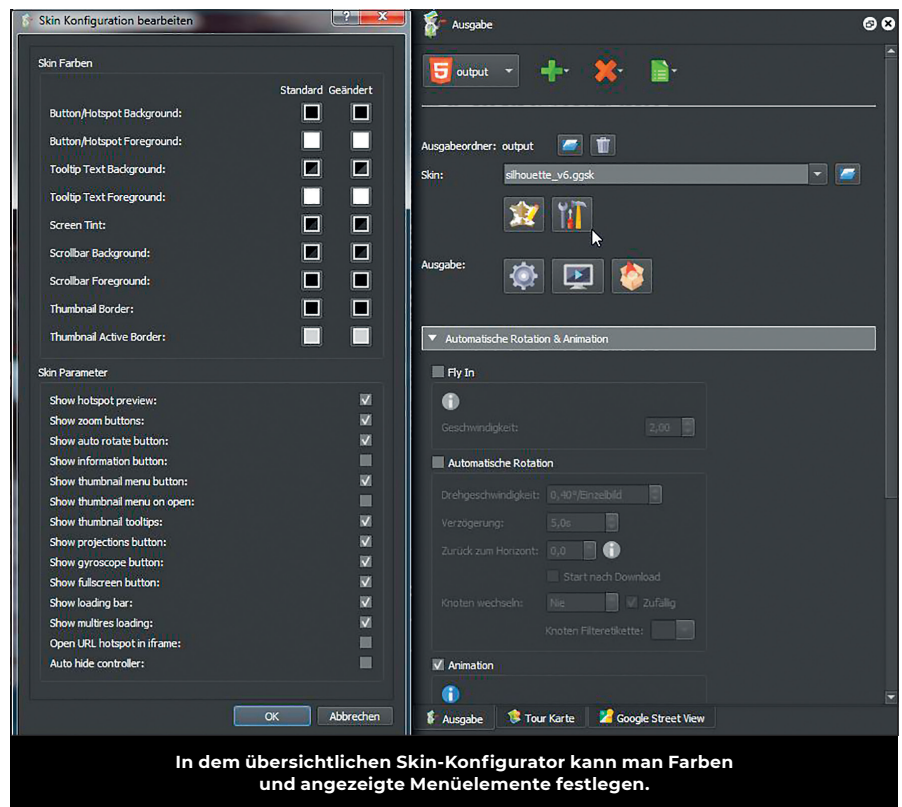 Skin Konfiguration bearbeiten
Skin Farben
Standard Geändert
Button/Hotspot Background:
Button/Hotspot Foreground:
Tooltip Text Background:
Tooltip Text Foreground:
Screen Tint:
Scrollbar Background:
Scrollbar Foreground:
Thumbnail Border:
Thumbnail Active Border:
Skin Parameter
Show hotspot preview:
Show zoom buttons:
Show auto rotate button:
Show information button:
Show thumbnail menu button:
Show thumbnail menu on open:
Show thumbnail tooltips:
Show projections button:
Show gyroscope button:
Show fullscreen button:
Show loading bar:
Show multires loading:
Open URL hotspot in iframe:
Auto hide controller:
OK Abbrechen
Ausgabe
output
Ausgabeordner: output
Skin: silhouette_v6.ggsk
Ausgabe:
Automatische Rotation & Animation
Fly In
Geschwindigkeit: 2,00
Automatische Rotation
Drehgeschwindigkeit: 0,40°/Einzelbild
Verzögerung: 5,0s
Zurück zum Horizont: 0,0
Start nach Download
Knoten wechseln: Nie Zufällig
Knoten Filteretikette:
Animation
Ausgabe Tour Karte Google Street View
In dem übersichtlichen Skin-Konfigurator kann man Farben
und angezeigte Menüelemente festlegen.